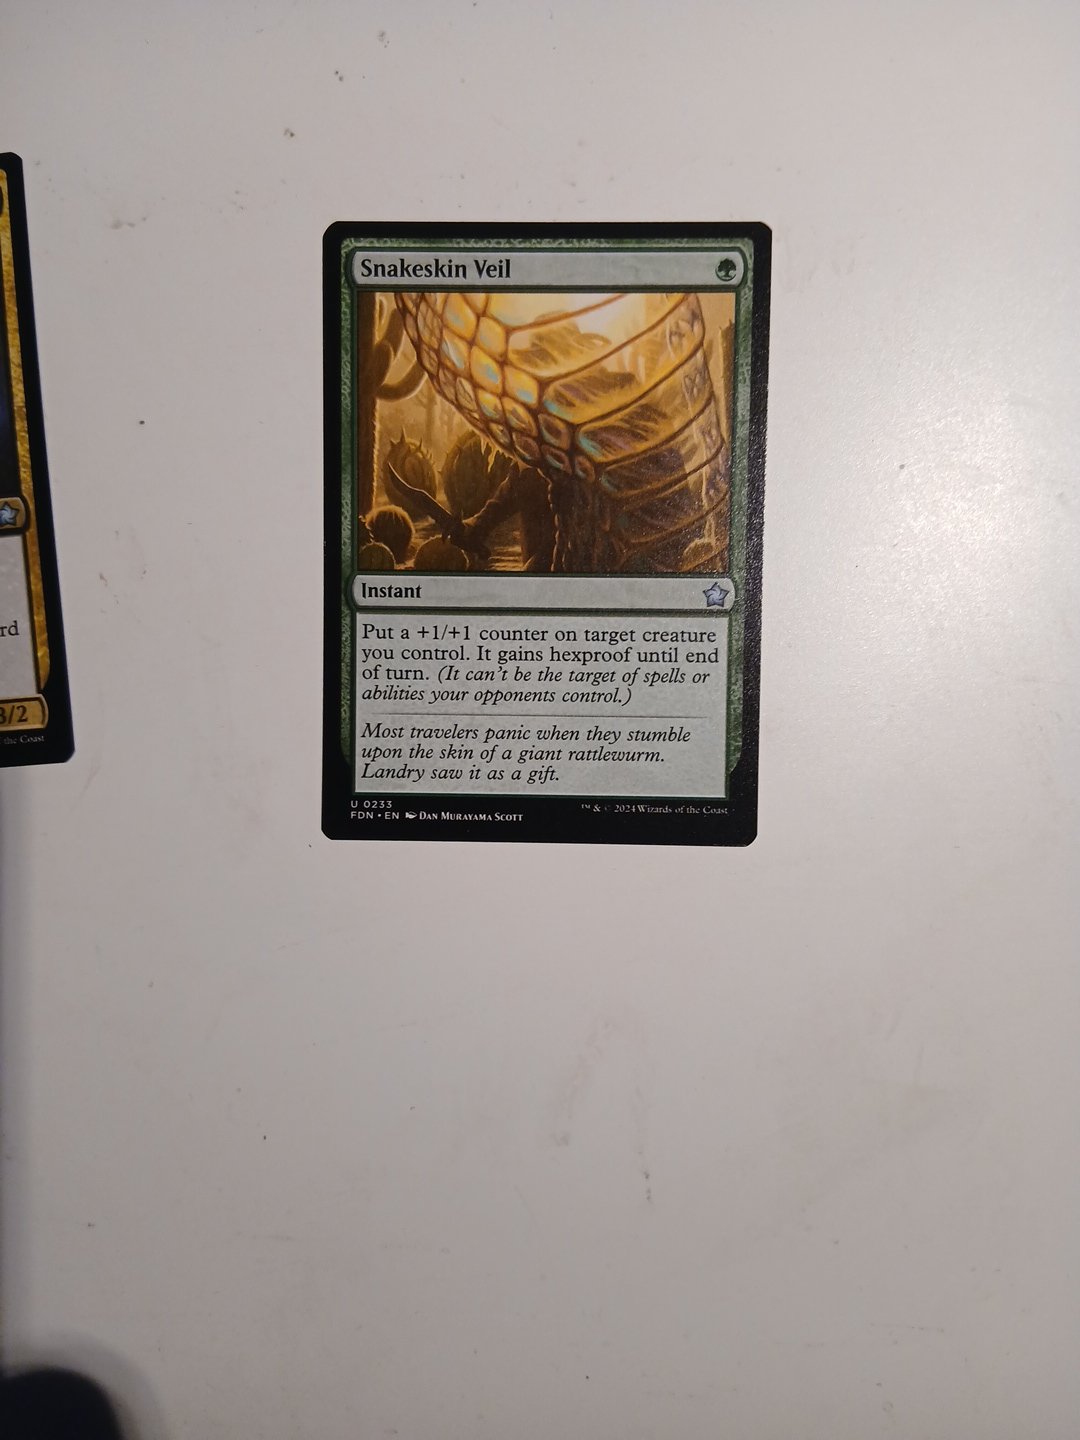 Snakeskin Veil
Instant
Put a +1/+1 counter on target creature
you control. It gains hexproof until end
of turn. (It can't be the target of spells or
abilities your opponents control.)
Most travelers panic when they stumble
upon the skin of a giant rattlewurm.
Landry saw it as a gift.
U 0233
FDN • EN DAN MURAYAMA SCOTT
™ & © 2024 Wizards of the Coast
rd
3/2
the Coast